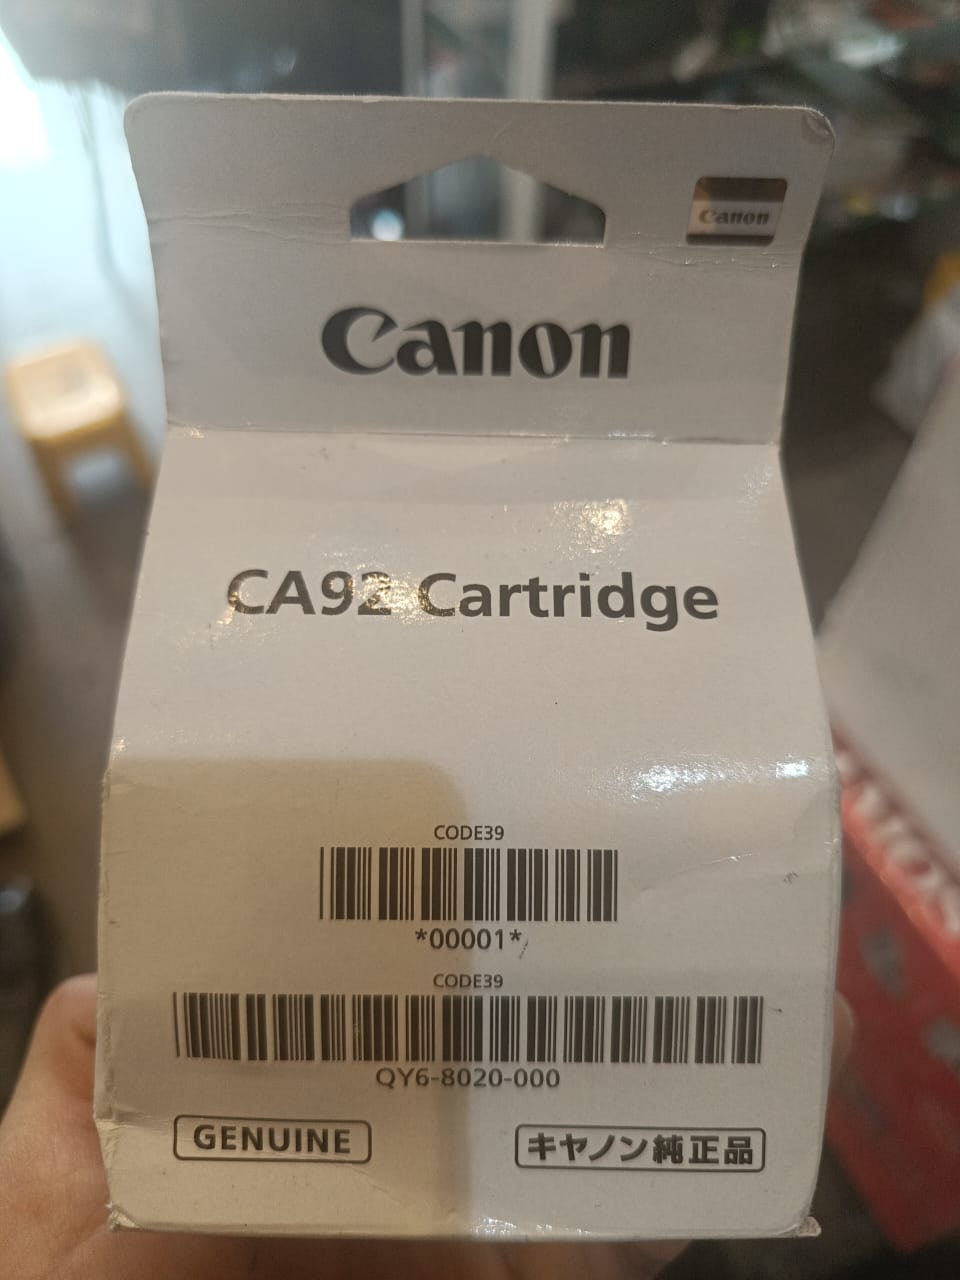 Canon
Canon
CA92 Cartridge
CODE39
*00001*
CODE39
QY6-8020-000
GENUINE
キヤノン純正品